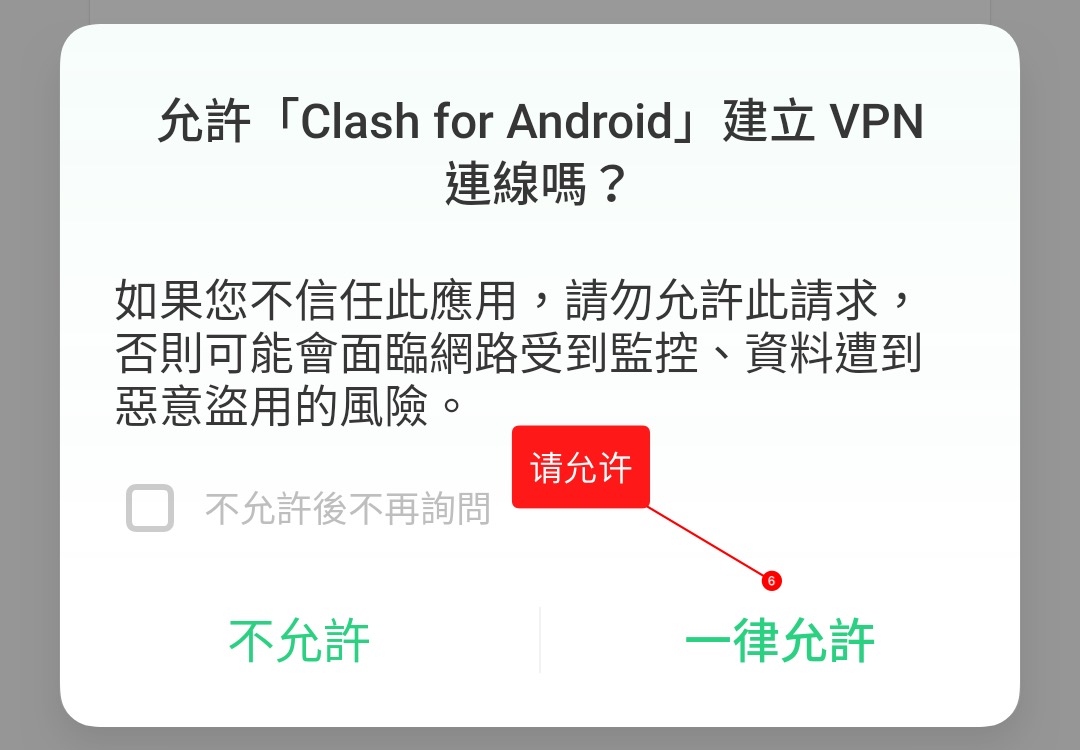 允許「Clash for Android」建立 VPN
連線嗎？
如果您不信任此應用，請勿允許此請求，
否則可能會面臨網路受到監控、資料遭到
惡意盜用的風險。
请允许
不允許後不再詢問
6
不允許
一律允許